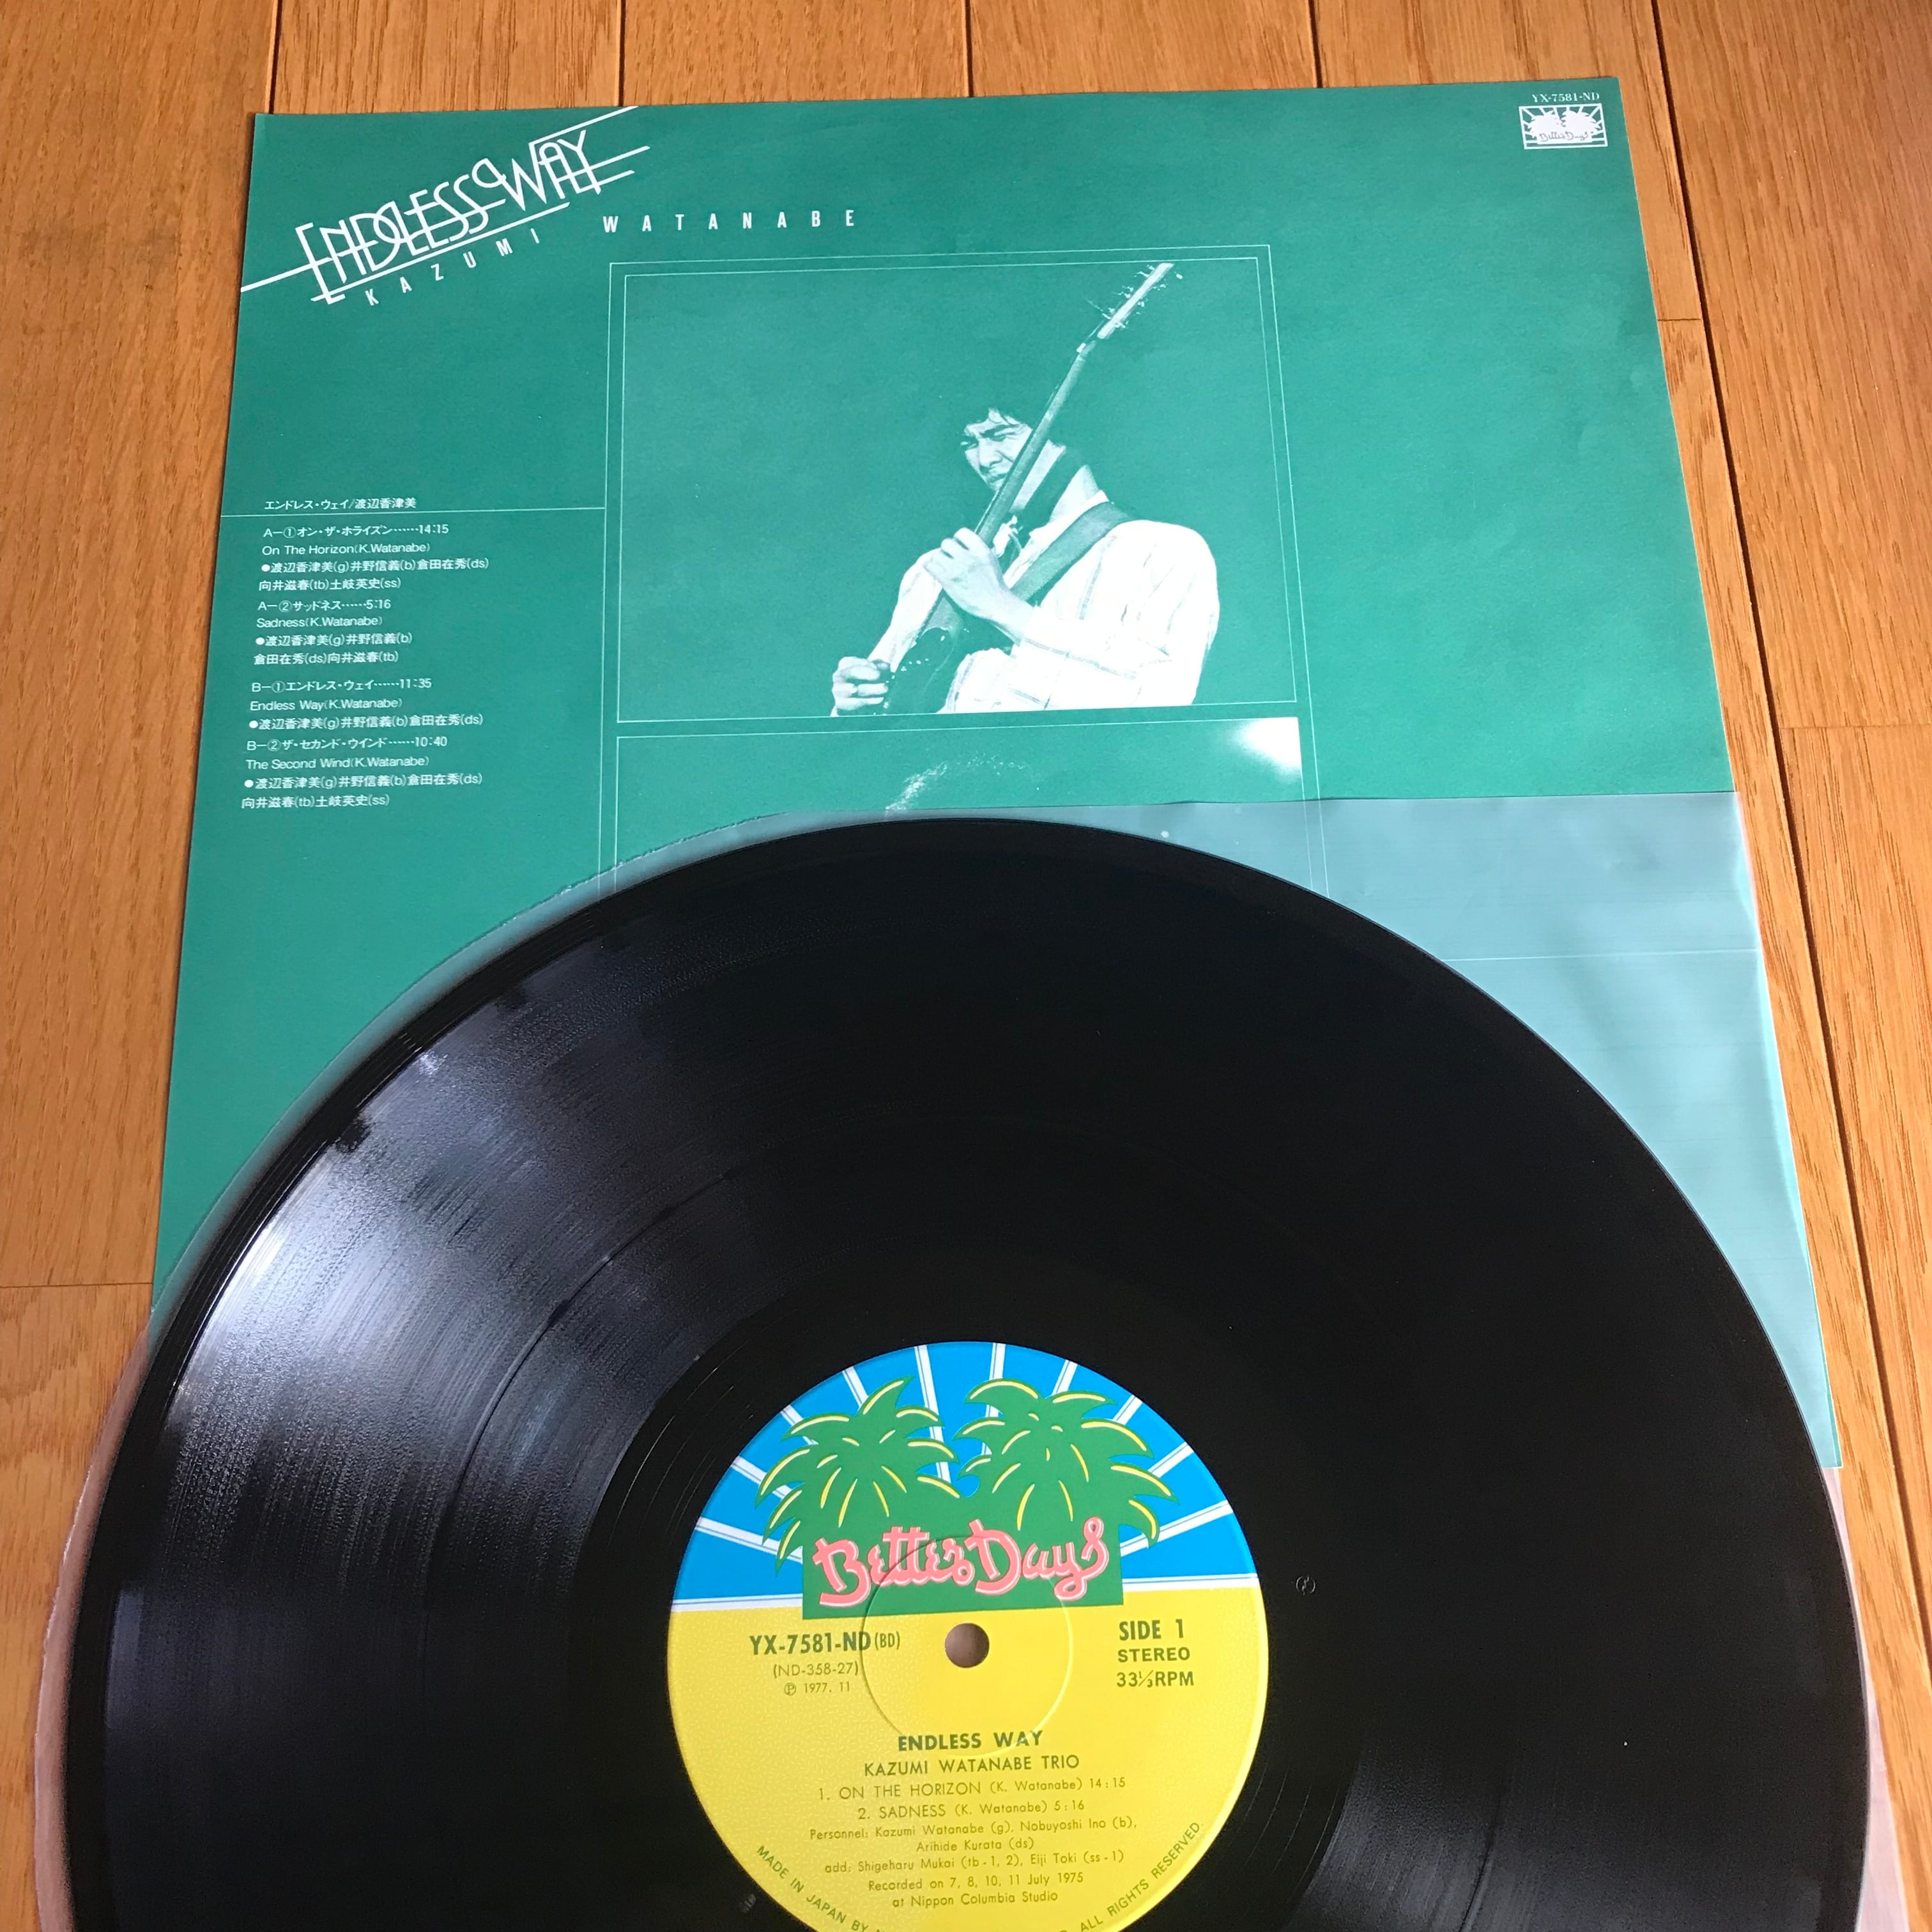 YX-7581-ND
Better Days
ENDLESS WAY
KAZUMI WATANABE
エンドレス・ウェイ/渡辺香津美
A—①オン・ザ・ホライズン……14:15
On The Horizon(K.Watanabe)
●渡辺香津美(g)井野信義(b)倉田在秀(ds)
向井滋春(tb)土岐英史(ss)
A—②サッドネス……5:16
Sadness(K.Watanabe)
●渡辺香津美(g)井野信義(b)
倉田在秀(ds)向井滋春(tb)
B—①エンドレス・ウェイ……11:35
Endless Way(K.Watanabe)
●渡辺香津美(g)井野信義(b)倉田在秀(ds)
B—②ザ・セカンド・ウインド……10:40
The Second Wind(K.Watanabe)
●渡辺香津美(g)井野信義(b)倉田在秀(ds)
向井滋春(tb)土岐英史(ss)
Better Days
YX-7581-ND(BD)
(ND-358-27)
Ⓟ 1977. 11
SIDE 1
STEREO
33⅓RPM
ENDLESS WAY
KAZUMI WATANABE TRIO
1. ON THE HORIZON (K. Watanabe) 14:15
2. SADNESS (K. Watanabe) 5:16
Personnel: Kazumi Watanabe (g), Nobuyoshi Ino (b),
Arihide Kurata (ds)
add: Shigeharu Mukai (tb-1, 2), Eiji Toki (ss-1)
Recorded on 7, 8, 10, 11 July 1975
at Nippon Columbia Studio
MADE IN JAPAN BY
ALL RIGHTS RESERVED.